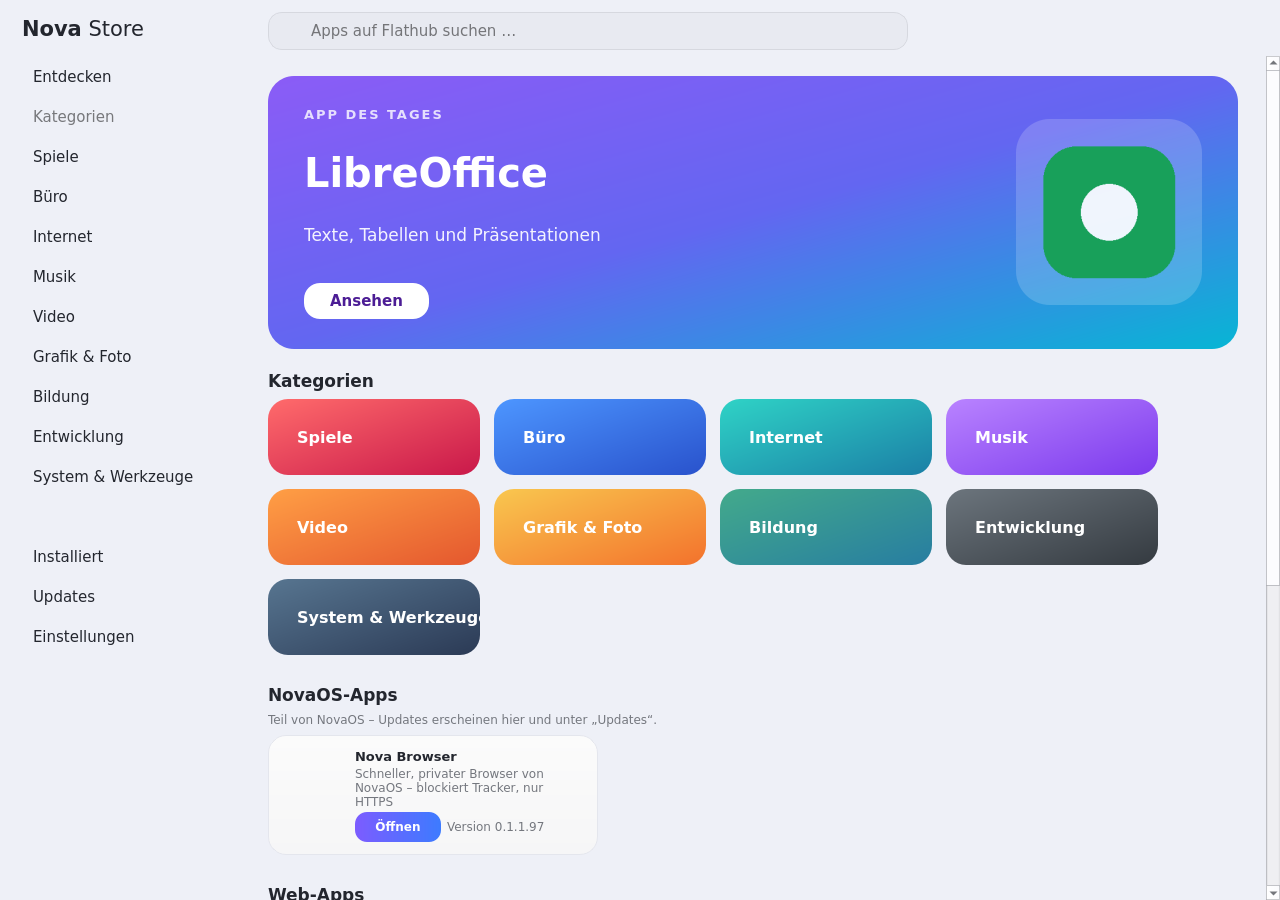 Nova Store
Apps auf Flathub suchen ...
Entdecken
Kategorien
Spiele
Büro
Internet
Musik
Video
Grafik & Foto
Bildung
Entwicklung
System & Werkzeuge
Installiert
Updates
Einstellungen
APP DES TAGES
LibreOffice
Texte, Tabellen und Präsentationen
Ansehen
Kategorien
Spiele
Büro
Internet
Musik
Video
Grafik & Foto
Bildung
Entwicklung
System & Werkzeuge
NovaOS-Apps
Teil von NovaOS – Updates erscheinen hier und unter „Updates“.
Nova Browser
Schneller, privater Browser von
NovaOS – blockiert Tracker, nur
HTTPS
Öffnen
Version 0.1.1.97
Web-Apps